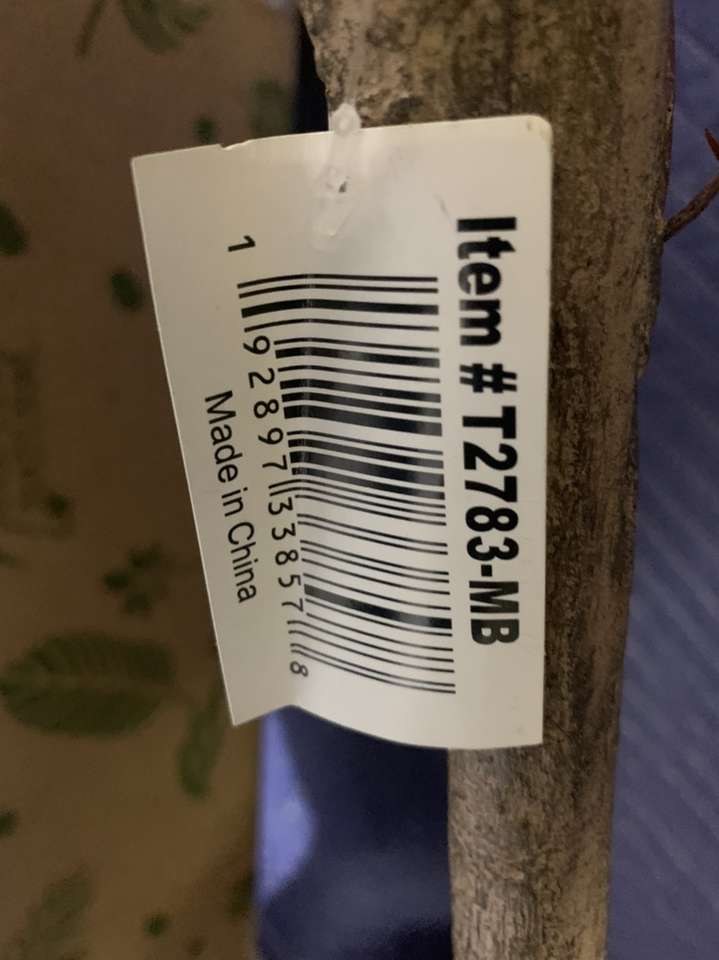 Item # T2783-MB
1 92897 33857 8
Made in China